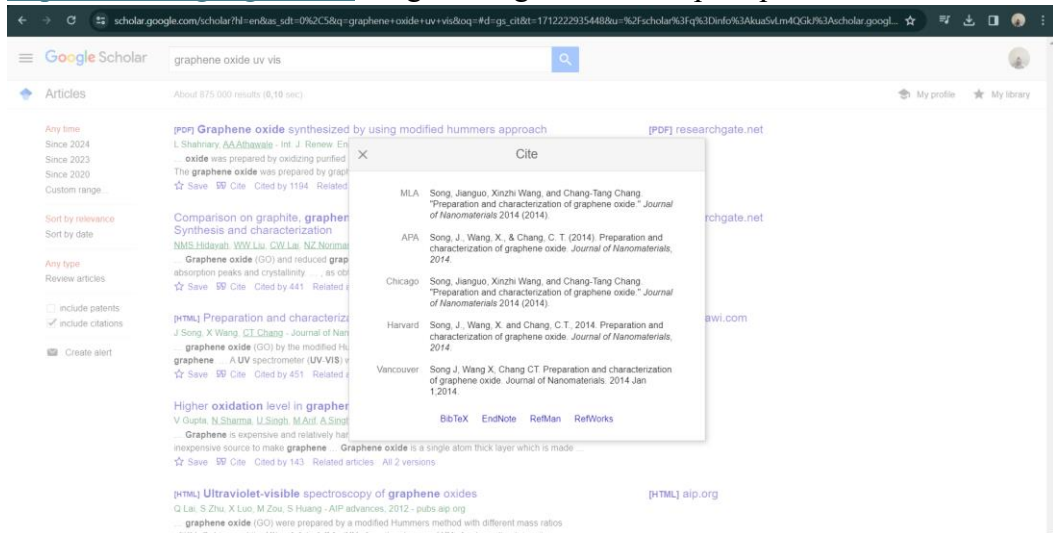 scholar.google.com/scholar?hl=en&as_sdt=0%2C5&q=graphene+oxide+uv+vis&oq=#d=gs_cit&t=1712222935448&u=%2Fscholar%3Fq%3Dinfo%3AkuaSvLm4QGkJ%3Ascholar.googl...
Google Scholar
graphene oxide uv vis
Articles
About 875.000 results (0,10 sec)
My profile
My library
Any time
Since 2024
Since 2023
Since 2020
Custom range...
Sort by relevance
Sort by date
Any type
Review articles
include patents
include citations
Create alert
[PDF] Graphene oxide synthesized by using modified hummers approach
[PDF] researchgate.net
L Shahriary, AA Athawale - Int. J. Renew. En
... oxide was prepared by oxidizing purified
The graphene oxide was prepared by grap
Save Cite Cited by 1194 Related
Comparison on graphite, graphen
rchgate.net
Synthesis and characterization
NMS Hidayah, WW Liu, CW Lai, NZ Noriman
... Graphene oxide (GO) and reduced grap
absorption peaks and crystallinity. ... , as obt
Save Cite Cited by 441 Related a
[HTML] Preparation and characteriza
awi.com
J Song, X Wang, CT Chang - Journal of Nan
... graphene oxide (GO) by the modified Hu
graphene ... A UV spectrometer (UV-VIS) w
Save Cite Cited by 451 Related a
Higher oxidation level in graphen
V Gupta, N Sharma, U Singh, M Arif, A Singh
... Graphene is expensive and relatively har
inexpensive source to make graphene ... Graphene oxide is a single atom thick layer which is made ...
Save Cite Cited by 143 Related articles All 2 versions
[HTML] Ultraviolet-visible spectroscopy of graphene oxides
[HTML] aip.org
Q Lai, S Zhu, X Luo, M Zou, S Huang - AIP advances, 2012 - pubs.aip.org
... graphene oxide (GO) were prepared by a modified Hummers method with different mass ratios
Cite
MLA
Song, Jianguo, Xinzhi Wang, and Chang-Tang Chang.
"Preparation and characterization of graphene oxide." Journal
of Nanomaterials 2014 (2014).
APA
Song, J., Wang, X., & Chang, C. T. (2014). Preparation and
characterization of graphene oxide. Journal of Nanomaterials,
2014.
Chicago
Song, Jianguo, Xinzhi Wang, and Chang-Tang Chang.
"Preparation and characterization of graphene oxide." Journal
of Nanomaterials 2014 (2014).
Harvard
Song, J., Wang, X. and Chang, C.T., 2014. Preparation and
characterization of graphene oxide. Journal of Nanomaterials,
2014.
Vancouver
Song J, Wang X, Chang CT. Preparation and characterization
of graphene oxide. Journal of Nanomaterials. 2014 Jan
1;2014.
BibTeX EndNote RefMan RefWorks